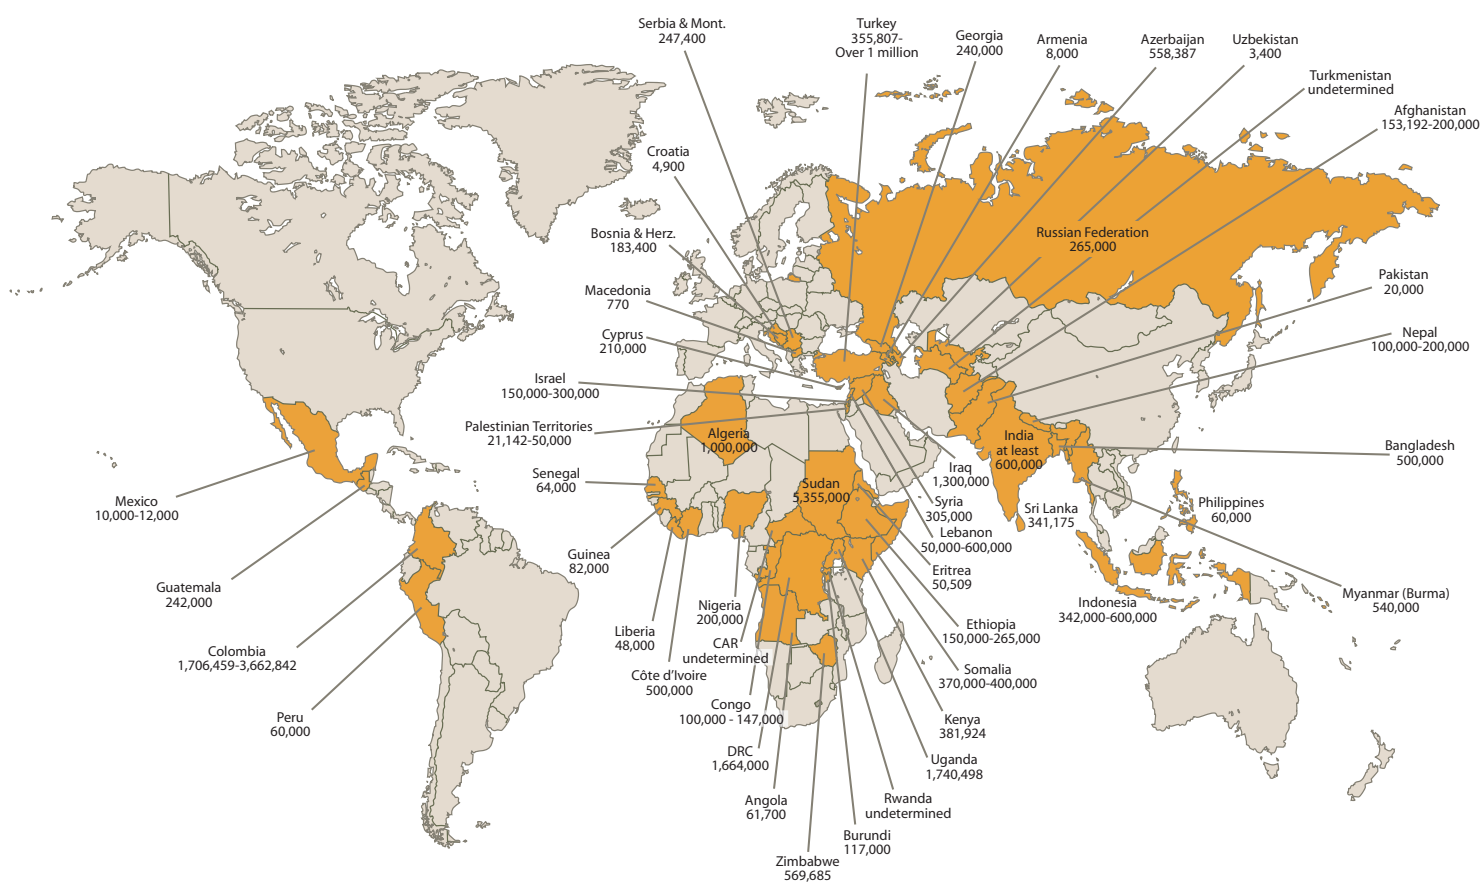 Serbia & Mont.
247,400
Turkey
355,807-
Over 1 million
Georgia
240,000
Armenia
8,000
Azerbaijan
558,387
Uzbekistan
3,400
Turkmenistan
undetermined
Afghanistan
153,192-200,000
Croatia
4,900
Bosnia & Herz.
183,400
Russian Federation
265,000
Macedonia
770
Pakistan
20,000
Cyprus
210,000
Nepal
100,000-200,000
Israel
150,000-300,000
Palestinian Territories
21,142-50,000
Algeria
1,000,000
India
at least
600,000
Bangladesh
500,000
Senegal
64,000
Iraq
1,300,000
Sudan
5,355,000
Mexico
10,000-12,000
Syria
305,000
Sri Lanka
341,175
Philippines
60,000
Lebanon
50,000-600,000
Guinea
82,000
Eritrea
50,509
Guatemala
242,000
Nigeria
200,000
Indonesia
342,000-600,000
Myanmar (Burma)
540,000
Liberia
48,000
Ethiopia
150,000-265,000
CAR
undetermined
Colombia
1,706,459-3,662,842
Côte d'Ivoire
500,000
Somalia
370,000-400,000
Congo
100,000 - 147,000
Peru
60,000
Kenya
381,924
DRC
1,664,000
Uganda
1,740,498
Angola
61,700
Rwanda
undetermined
Burundi
117,000
Zimbabwe
569,685